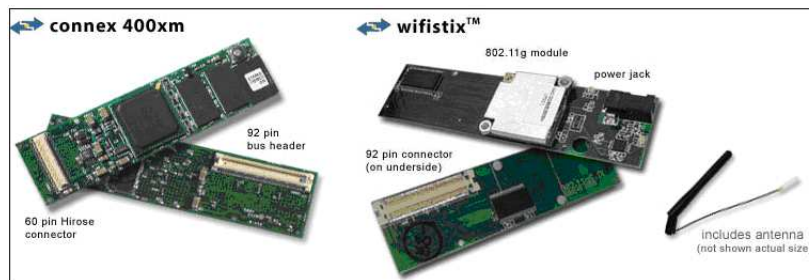 connex 400xm
92 pin
bus header
60 pin Hirose
connector
wifistix™
802.11g module
power jack
92 pin connector
(on underside)
includes antenna
(not shown actual size)